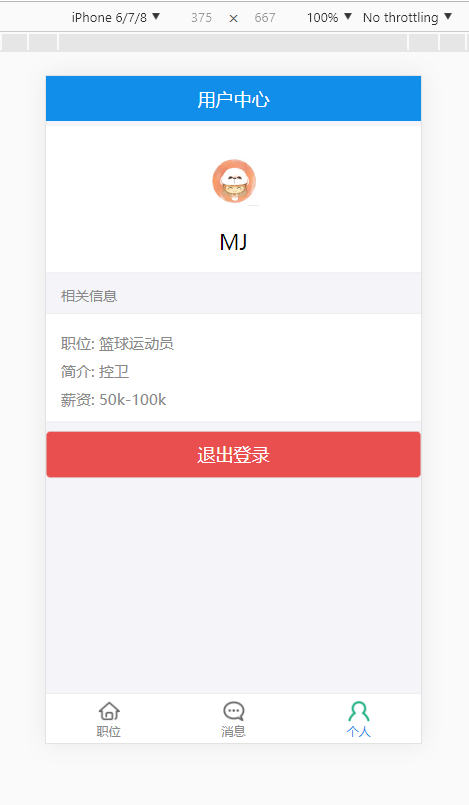 iPhone 6/7/8 ▼ 375 × 667 100% ▼ No throttling ▼
用户中心
MJ
相关信息
职位: 篮球运动员
简介: 控卫
薪资: 50k-100k
退出登录
职位 消息 个人